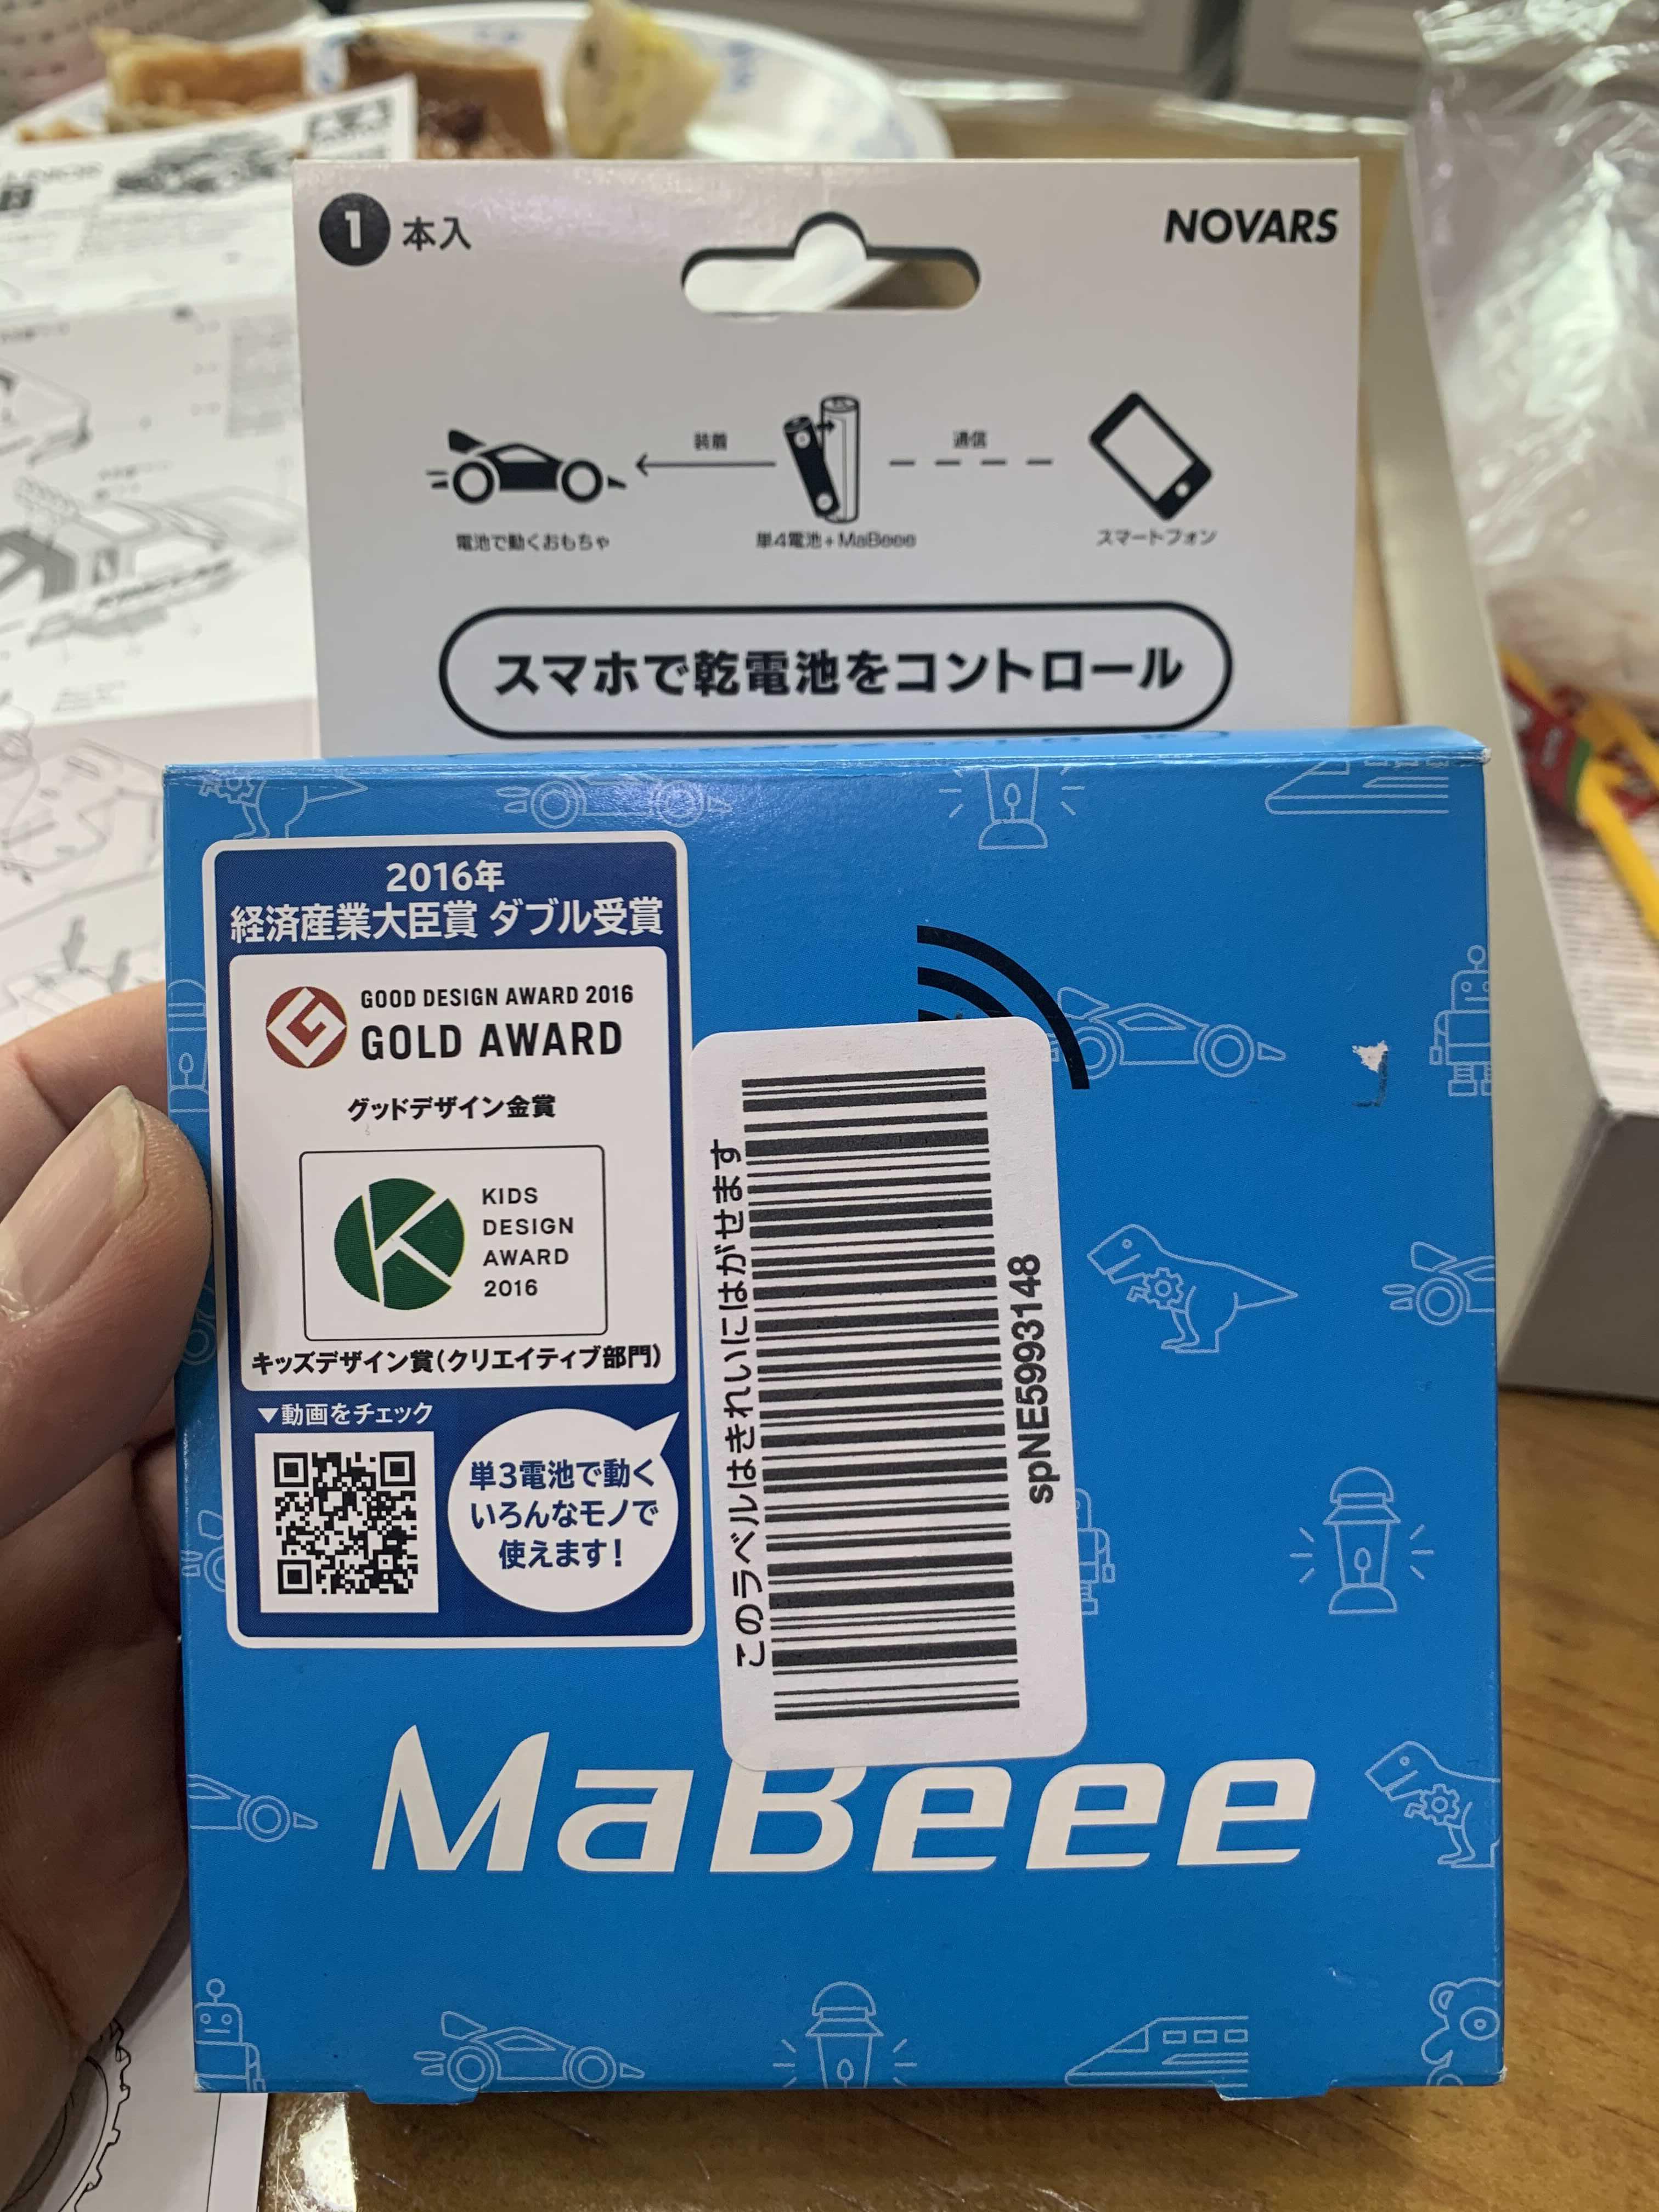 1 本入
NOVARS
装着
通信
電池で動くおもちゃ
単4電池+MaBeee
スマートフォン
スマホで乾電池をコントロール
2016年
経済産業大臣賞 ダブル受賞
GOOD DESIGN AWARD 2016
GOLD AWARD
グッドデザイン金賞
KIDS
DESIGN
AWARD
2016
キッズデザイン賞(クリエイティブ部門)
▼動画をチェック
単3電池で動く
いろんなモノで
使えます!
このラベルはきれいにはがせます
spNE5993148
MaBeee